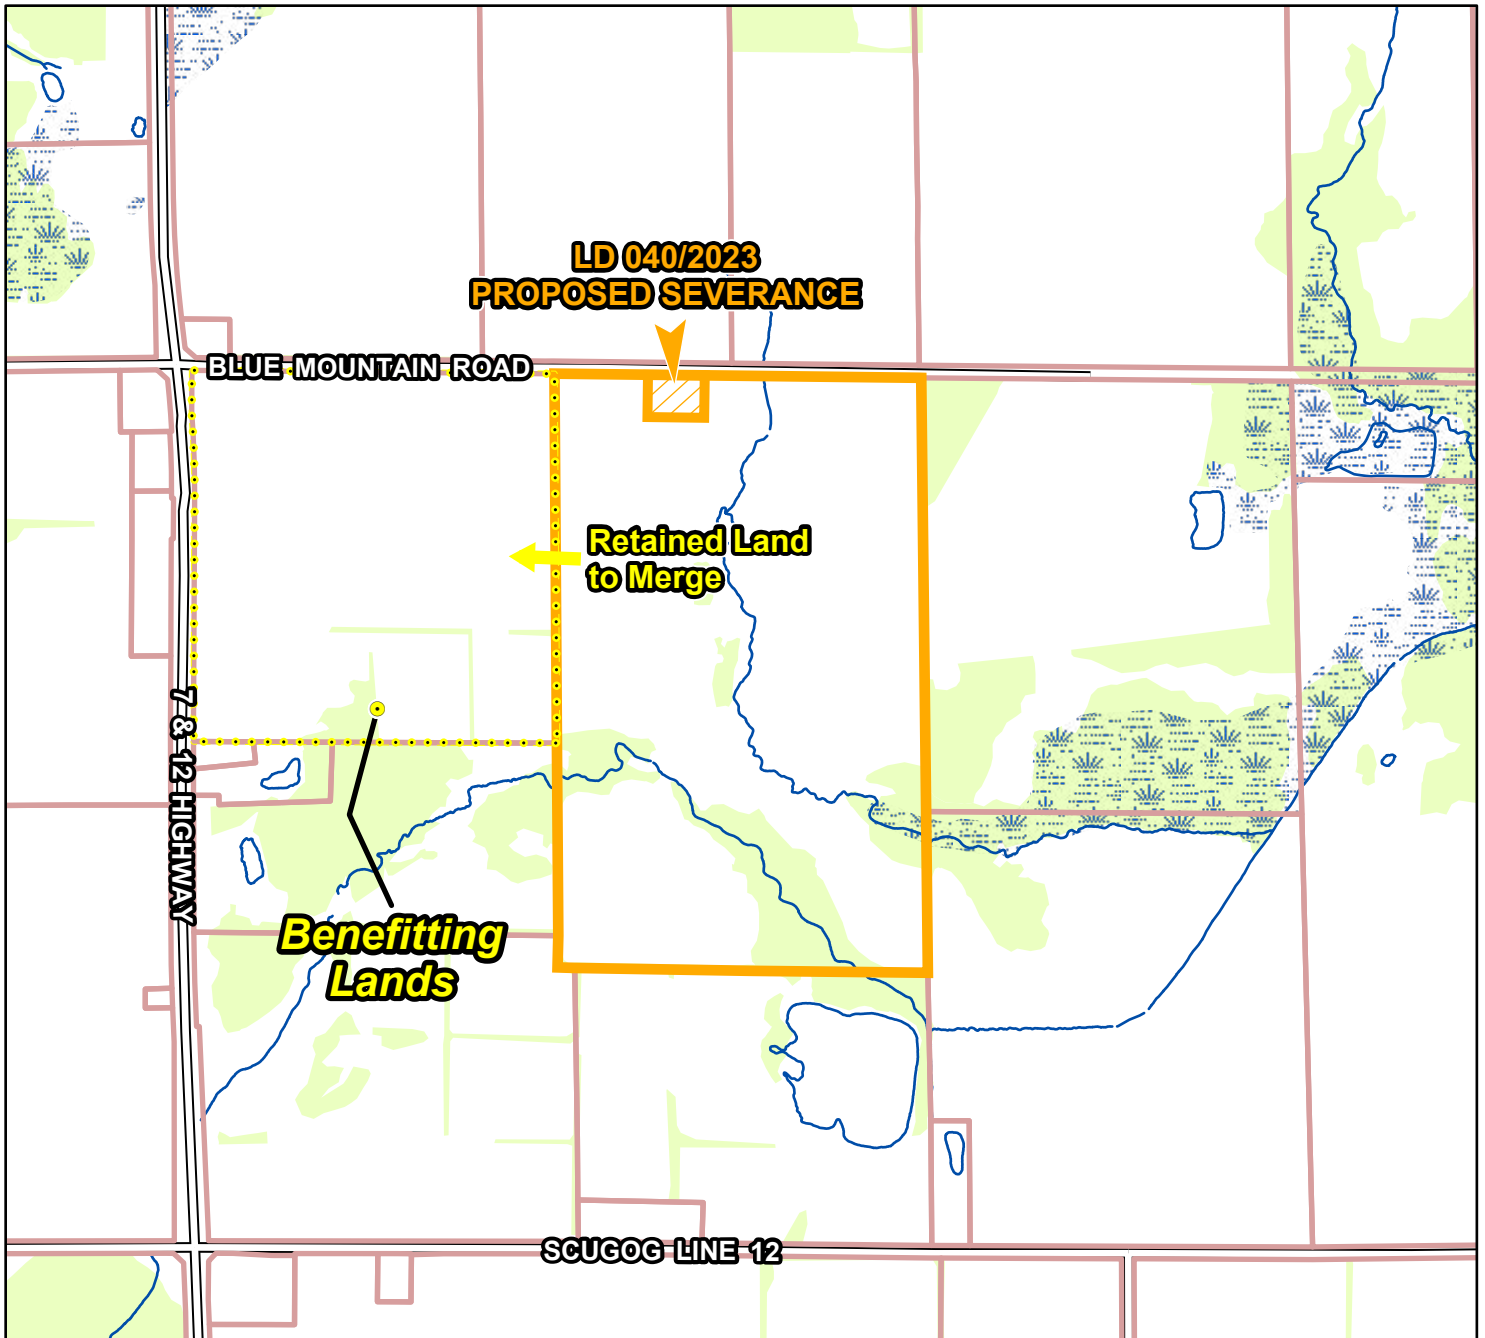 LD 040/2023
PROPOSED SEVERANCE
BLUE MOUNTAIN ROAD
Retained Land
to Merge
7 & 12 HIGHWAY
Benefitting
Lands
SCUGOG LINE 12